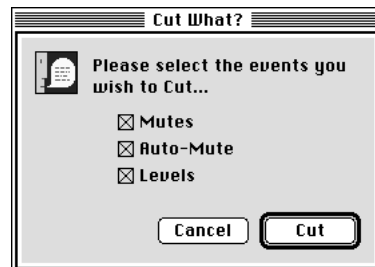 Cut What?
Please select the events you
wish to Cut...
Mutes
Auto-Mute
Levels
Cancel Cut